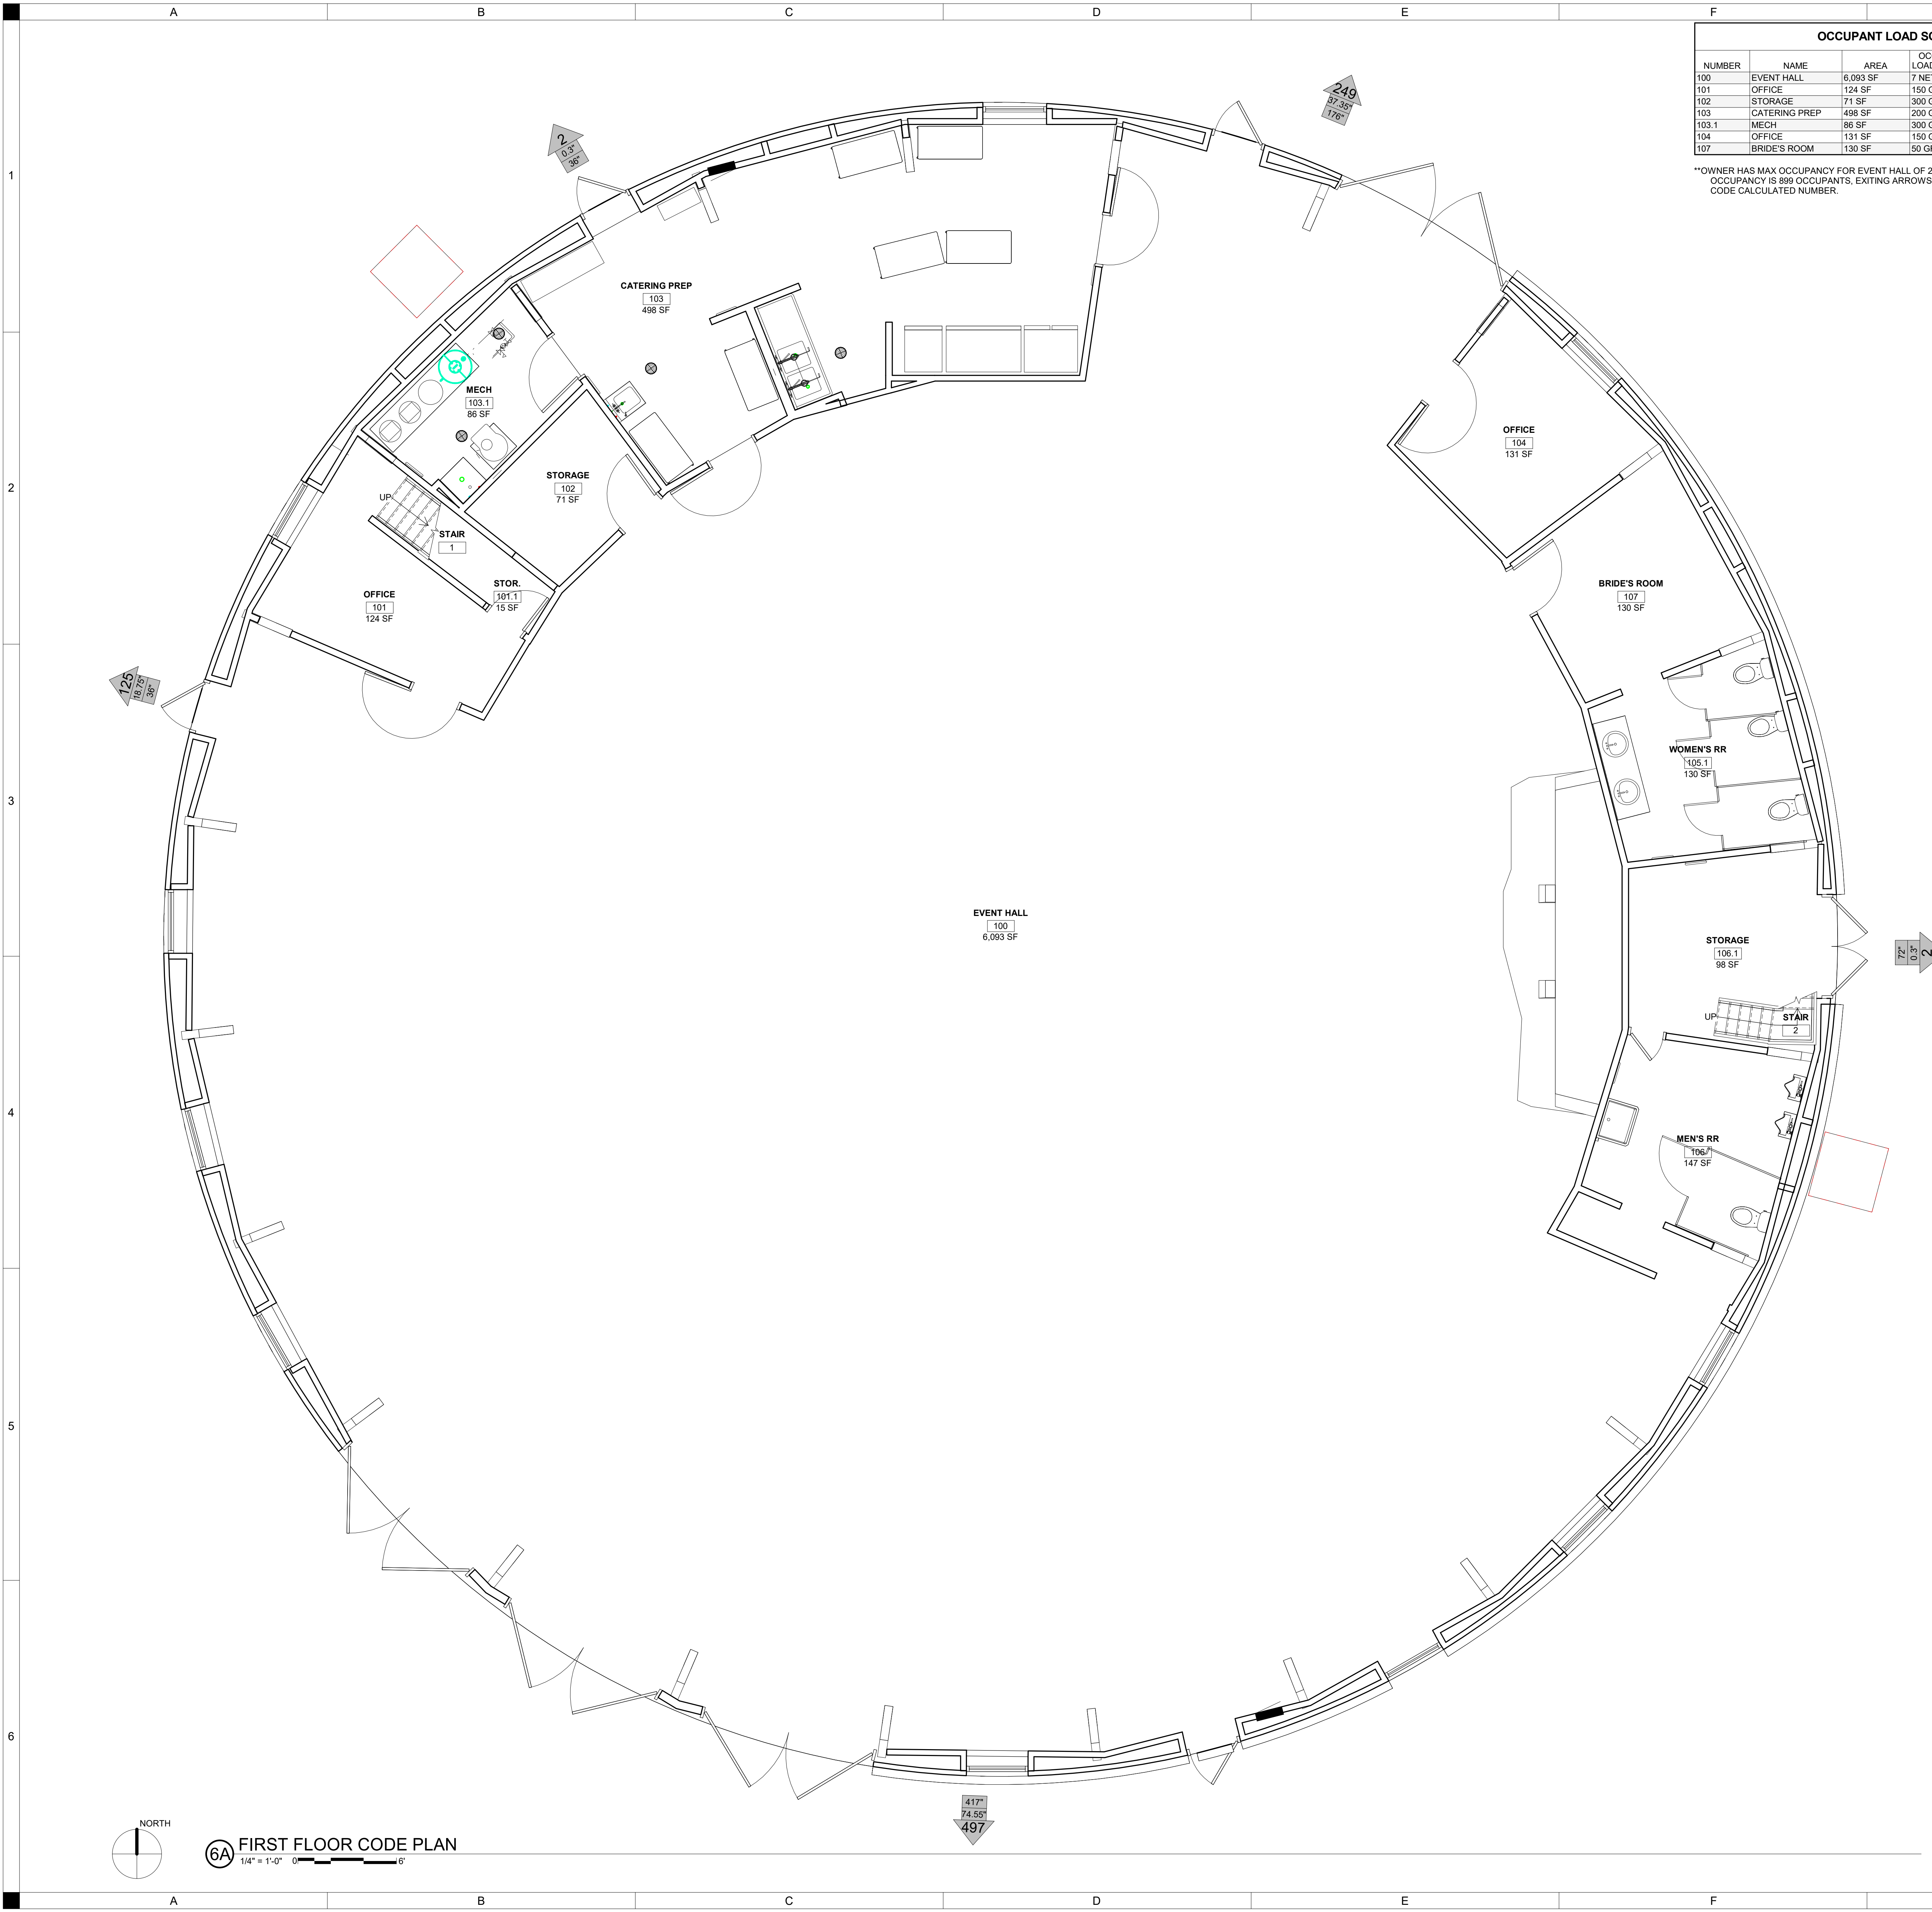 A B C D E F
OCCUPANT LOAD
NUMBER NAME AREA
100 EVENT HALL 6,093 SF 7
101 OFFICE 124 SF 150
102 STORAGE 71 SF 300
103 CATERING PREP 498 SF 200
103.1 MECH 86 SF 300
104 OFFICE 131 SF 150
107 BRIDE'S ROOM 130 SF 50
**OWNER HAS MAX OCCUPANCY FOR EVENT HALL OF
OCCUPANCY IS 899 OCCUPANTS, EXITING ARROWS
CODE CALCULATED NUMBER.
249
37.35"
176"
2
0.3"
36"
1
CATERING PREP
103
498 SF
MECH
103.1
86 SF
OFFICE
104
131 SF
STORAGE
102
71 SF
2
UP
STAIR
1
STOR.
101.1
15 SF
OFFICE
101
124 SF
BRIDE'S ROOM
107
130 SF
125
18.75"
36"
WOMEN'S RR
105.1
130 SF
3
EVENT HALL
100
6,093 SF
STORAGE
106.1
98 SF
72"
0.3"
2
UP
STAIR
2
4
MEN'S RR
106
147 SF
5
6
417"
74.55"
497
NORTH
6A FIRST FLOOR CODE PLAN
1/4" = 1'-0" 0 6'
A B C D E F